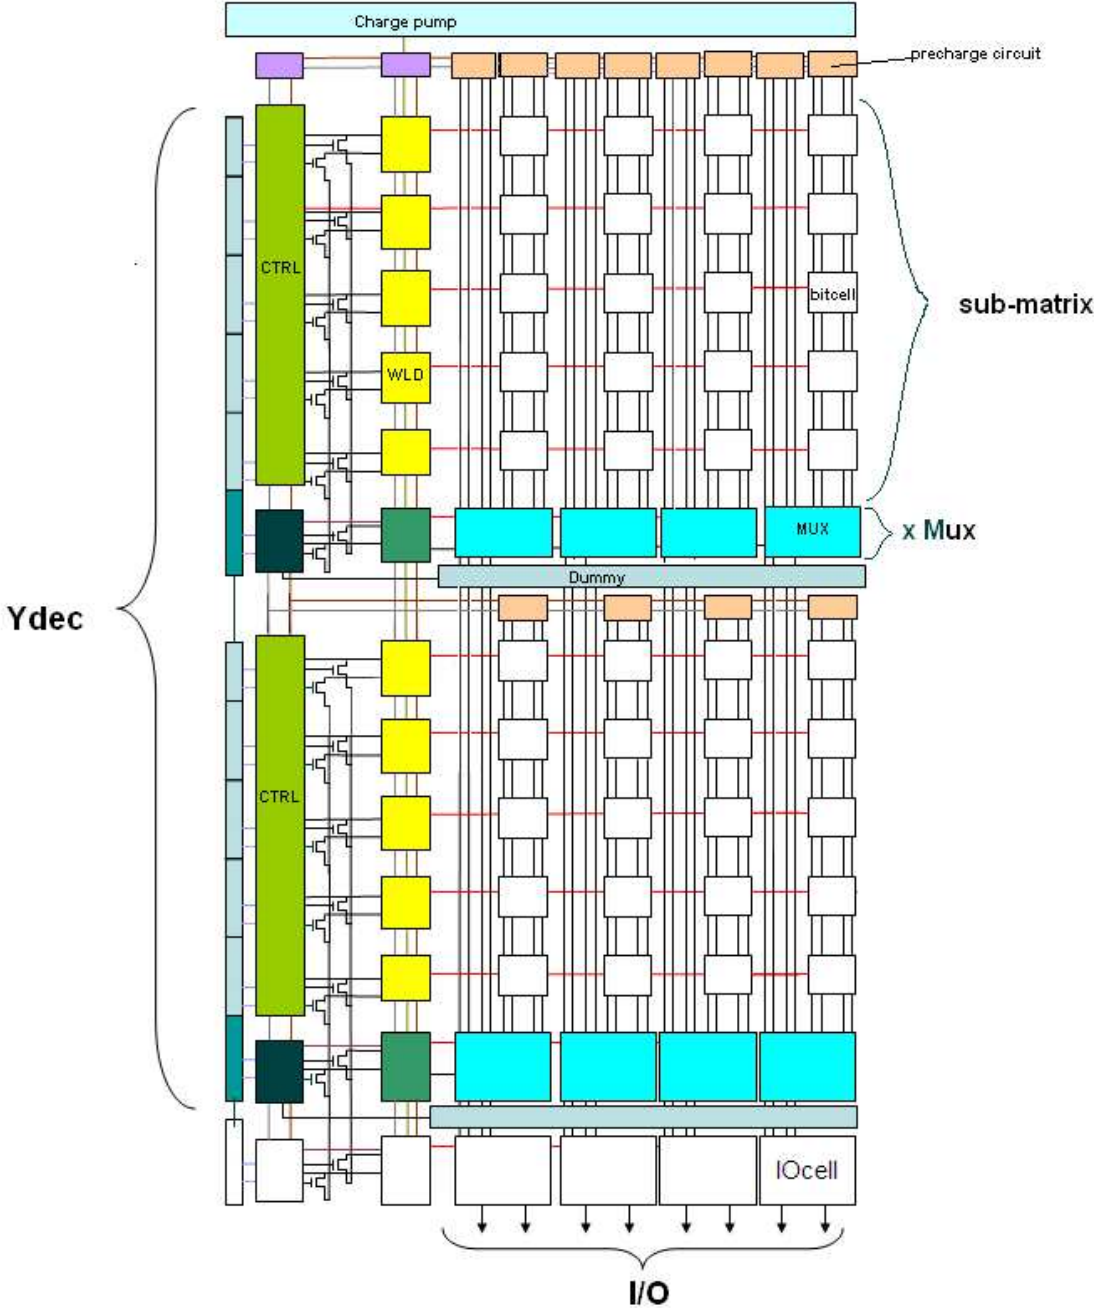 Charge pump
precharge circuit
CTRL
bitcell
sub-matrix
WLD
MUX
x Mux
Dummy
Ydec
CTRL
IOcell
I/O